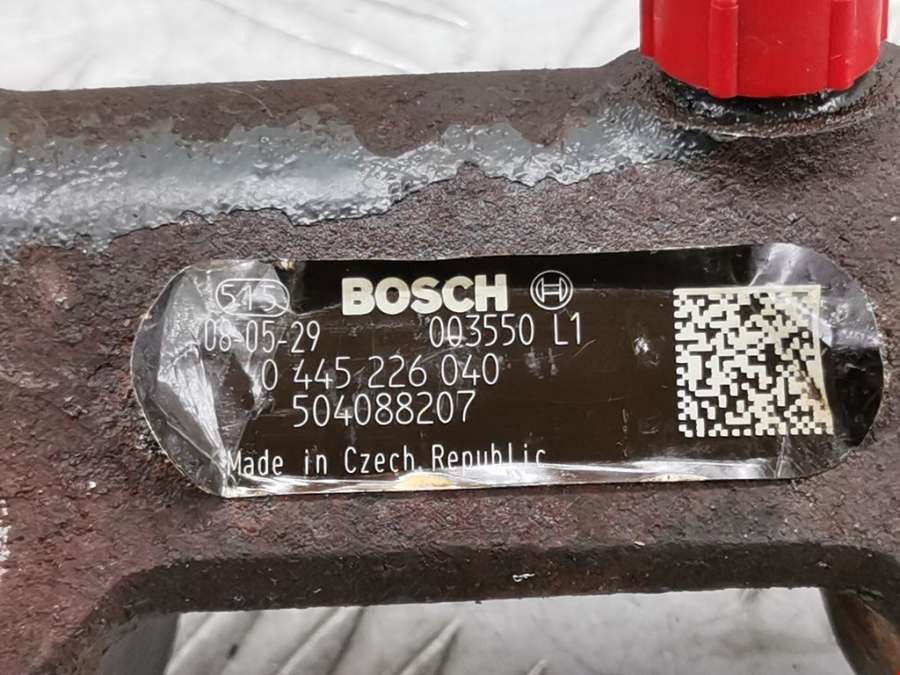 515 BOSCH
08-05-29 003550 L1
0 445 226 040
504088207
Made in Czech Republic